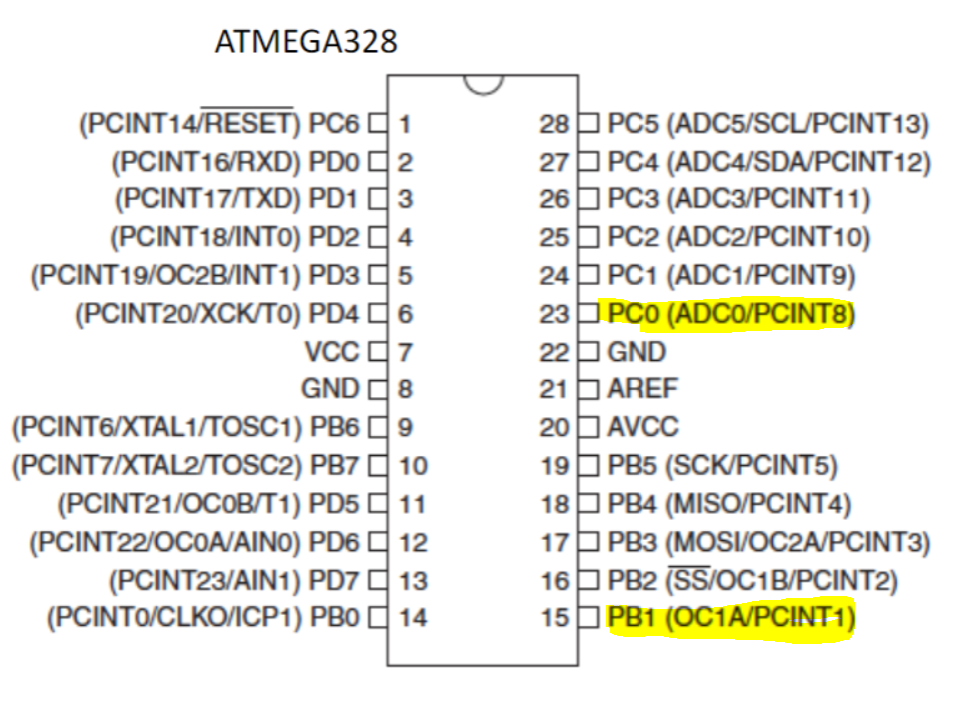 ATMEGA328
(PCINT14/RESET) PC6 1
(PCINT16/RXD) PD0 2
(PCINT17/TXD) PD1 3
(PCINT18/INT0) PD2 4
(PCINT19/OC2B/INT1) PD3 5
(PCINT20/XCK/T0) PD4 6
VCC 7
GND 8
(PCINT6/XTAL1/TOSC1) PB6 9
(PCINT7/XTAL2/TOSC2) PB7 10
(PCINT21/OC0B/T1) PD5 11
(PCINT22/OC0A/AIN0) PD6 12
(PCINT23/AIN1) PD7 13
(PCINT0/CLKO/ICP1) PB0 14
28 PC5 (ADC5/SCL/PCINT13)
27 PC4 (ADC4/SDA/PCINT12)
26 PC3 (ADC3/PCINT11)
25 PC2 (ADC2/PCINT10)
24 PC1 (ADC1/PCINT9)
23 PC0 (ADC0/PCINT8)
22 GND
21 AREF
20 AVCC
19 PB5 (SCK/PCINT5)
18 PB4 (MISO/PCINT4)
17 PB3 (MOSI/OC2A/PCINT3)
16 PB2 (SS/OC1B/PCINT2)
15 PB1 (OC1A/PCINT1)